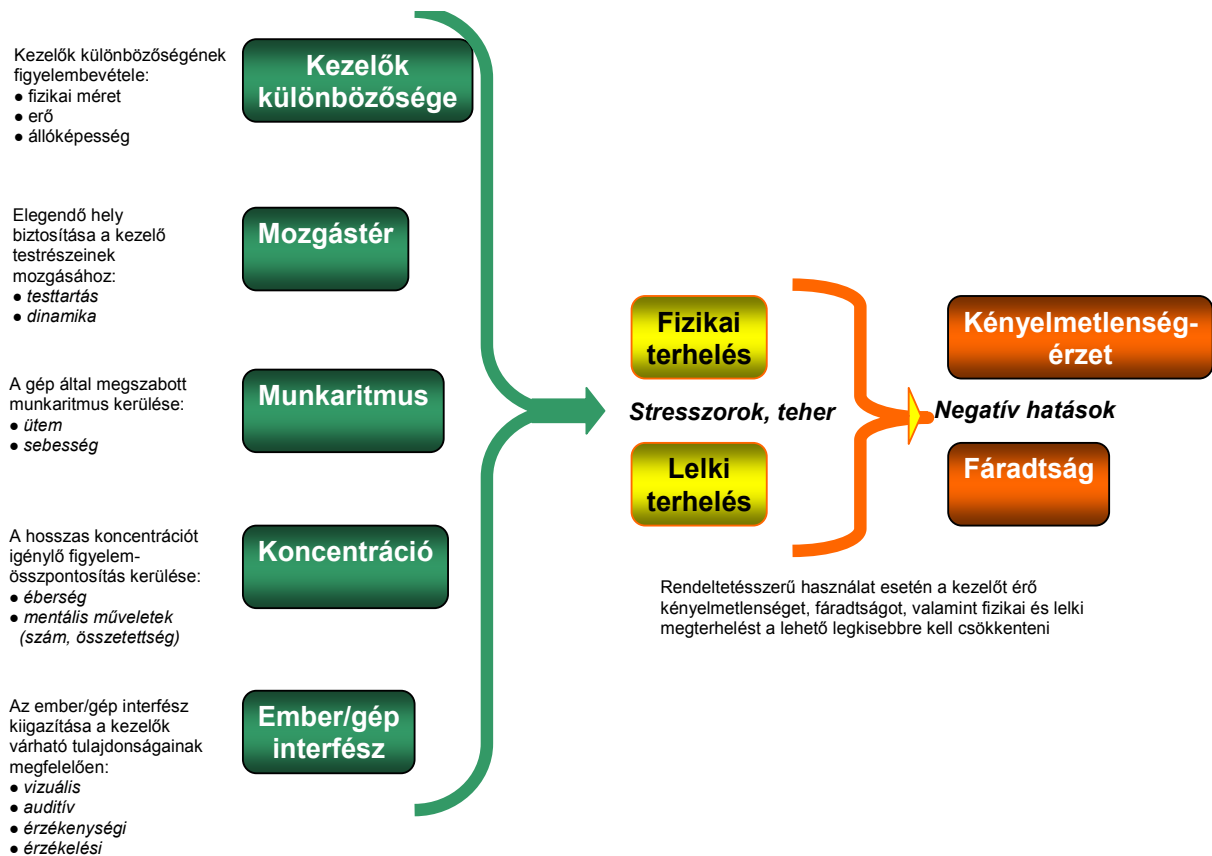 Kezelők különbözőségének
figyelembevétele:
● fizikai méret
● erő
● állóképesség
Kezelők
különbözősége
Elegendő hely
biztosítása a kezelő
testrészeinek
mozgásához:
● testtartás
● dinamika
Mozgástér
A gép által megszabott
munkaritmus kerülése:
● ütem
● sebesség
Munkaritmus
A hosszas koncentrációt
igénylő figyelem-
összpontosítás kerülése:
● éberség
● mentális műveletek
(szám, összetettség)
Koncentráció
Az ember/gép interfész
kiigazítása a kezelők
várható tulajdonságainak
megfelelően:
● vizuális
● auditív
● érzékenységi
● érzékelési
Ember/gép
interfész
Fizikai
terhelés
Stresszorok, teher
Lelki
terhelés
Kényelmetlenség-
érzet
Negatív hatások
Fáradtság
Rendeltetésszerű használat esetén a kezelőt érő
kényelmetlenséget, fáradtságot, valamint fizikai és lelki
megterhelést a lehető legkisebbre kell csökkenteni